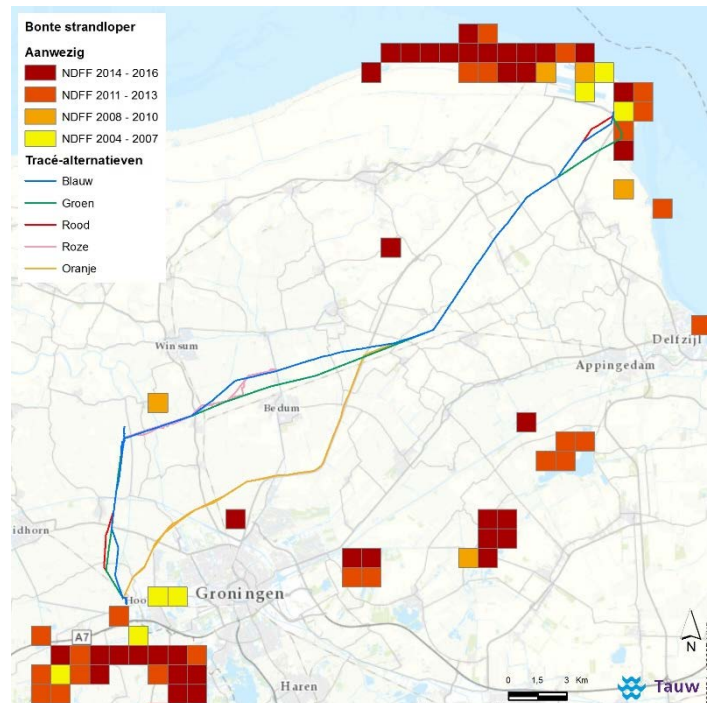 Bonte strandloper
Aanwezig
NDFF 2014 - 2016
NDFF 2011 - 2013
NDFF 2008 - 2010
NDFF 2004 - 2007
Tracé-alternatieven
Blauw
Groen
Rood
Roze
Oranje
Winsum
Bedum
Delfzijl
Appingedam
idhorn
Hoo
Groningen
A7
Haren
N
0 1,5 3 Km
Tauw